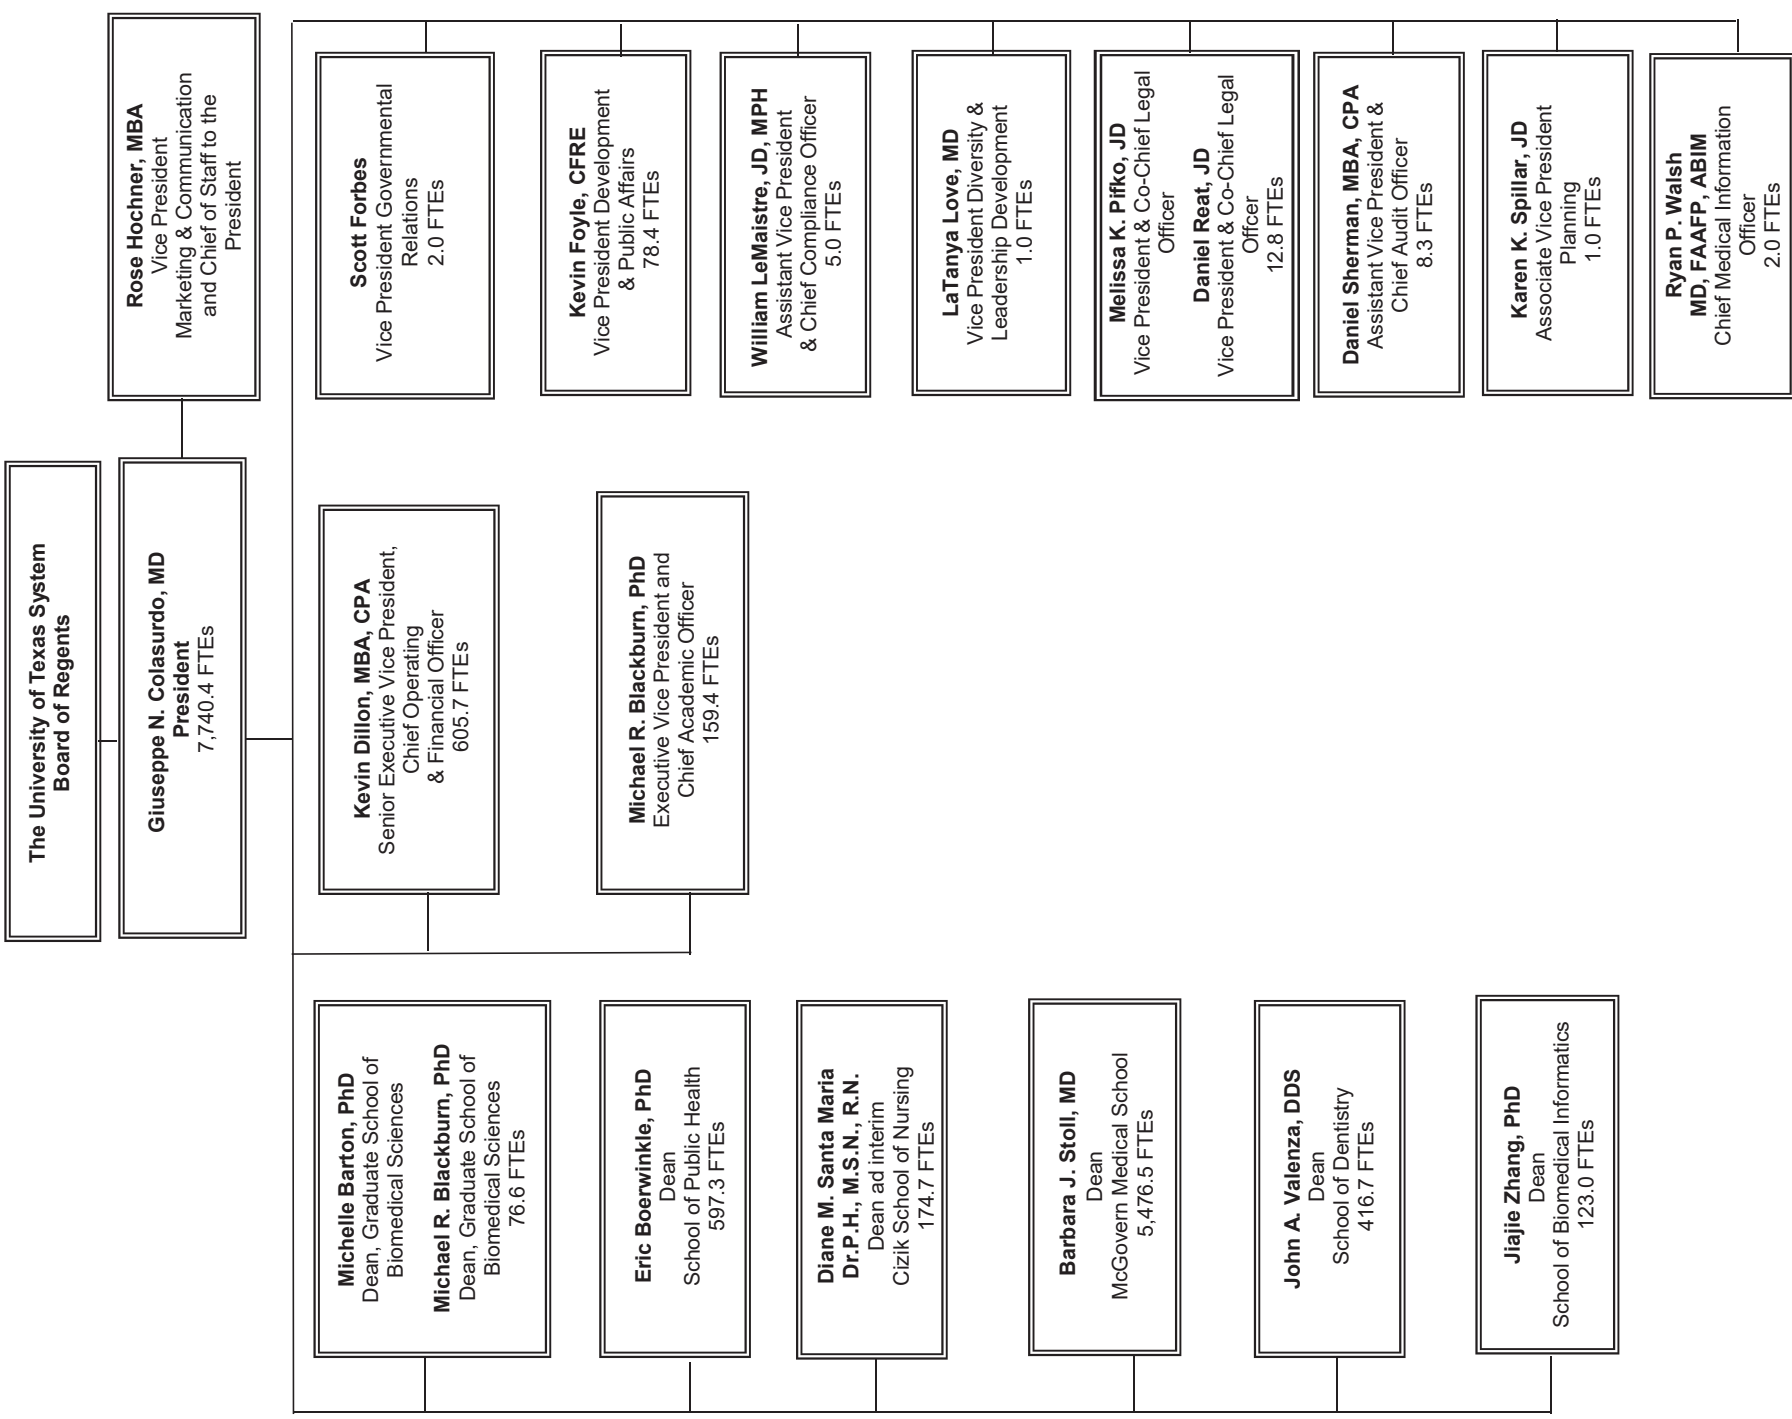 The University of Texas System
Board of Regents
Giuseppe N. Colasurdo, MD
President
7,740.4 FTEs
Rose Hochner, MBA
Vice President
Marketing & Communication
and Chief of Staff to the
President
Michelle Barton, PhD
Dean, Graduate School of
Biomedical Sciences
Michael R. Blackburn, PhD
Dean, Graduate School of
Biomedical Sciences
76.6 FTEs
Eric Boerwinkle, PhD
Dean
School of Public Health
597.3 FTEs
Diane M. Santa Maria
Dr.P.H., M.S.N., R.N.
Dean ad interim
Cizik School of Nursing
174.7 FTEs
Barbara J. Stoll, MD
Dean
McGovern Medical School
5,476.5 FTEs
John A. Valenza, DDS
Dean
School of Dentistry
416.7 FTEs
Jiajie Zhang, PhD
Dean
School of Biomedical Informatics
123.0 FTEs
Kevin Dillon, MBA, CPA
Senior Executive Vice President,
Chief Operating
& Financial Officer
605.7 FTEs
Michael R. Blackburn, PhD
Executive Vice President and
Chief Academic Officer
159.4 FTEs
Scott Forbes
Vice President Governmental
Relations
2.0 FTEs
Kevin Foyle, CFRE
Vice President Development
& Public Affairs
78.4 FTEs
William LeMaistre, JD, MPH
Assistant Vice President
& Chief Compliance Officer
5.0 FTEs
LaTanya Love, MD
Vice President Diversity &
Leadership Development
1.0 FTEs
Melissa K. Pifko, JD
Vice President & Co-Chief Legal
Officer
Daniel Reat, JD
Vice President & Co-Chief Legal
Officer
12.8 FTEs
Daniel Sherman, MBA, CPA
Assistant Vice President &
Chief Audit Officer
8.3 FTEs
Karen K. Spillar, JD
Associate Vice President
Planning
1.0 FTEs
Ryan P. Walsh
MD, FAAFP, ABIM
Chief Medical Information
Officer
2.0 FTEs